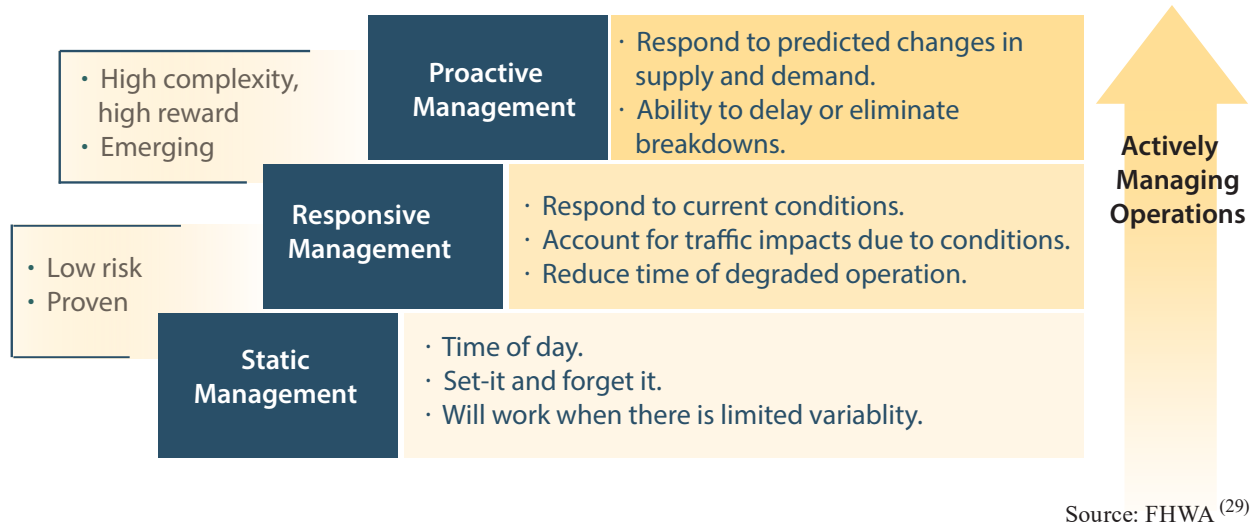 • High complexity,
high reward
• Emerging
Proactive
Management
· Respond to predicted changes in
supply and demand.
· Ability to delay or eliminate
breakdowns.
• Low risk
• Proven
Responsive
Management
· Respond to current conditions.
· Account for traffic impacts due to conditions.
· Reduce time of degraded operation.
Static
Management
· Time of day.
· Set-it and forget it.
· Will work when there is limited variablity.
Actively
Managing
Operations
Source: FHWA (29)